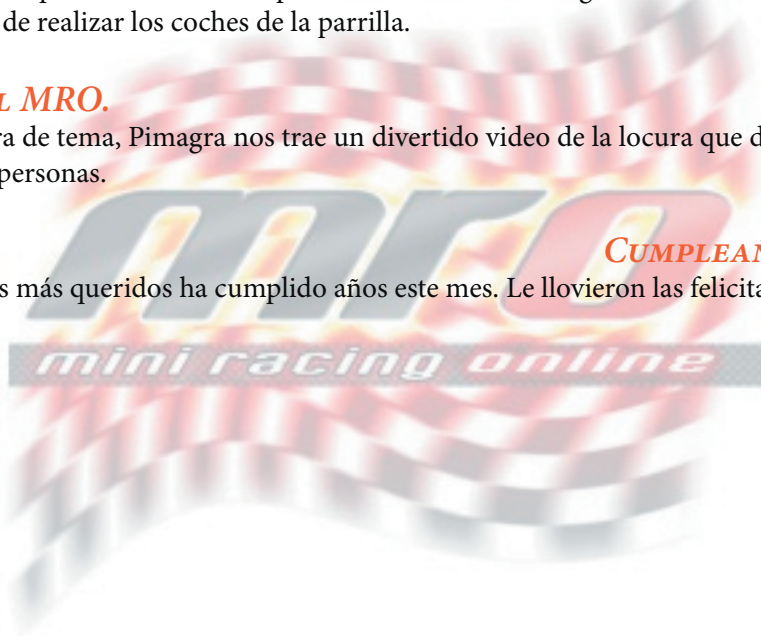 de realizar los coches de la parrilla.
L MRO.
ra de tema, Pimagra nos trae un divertido video de la locura que d
personas.
CUMPLEAN
s más queridos ha cumplido años este mes. Le llovieron las felicita
mro
mini racing online